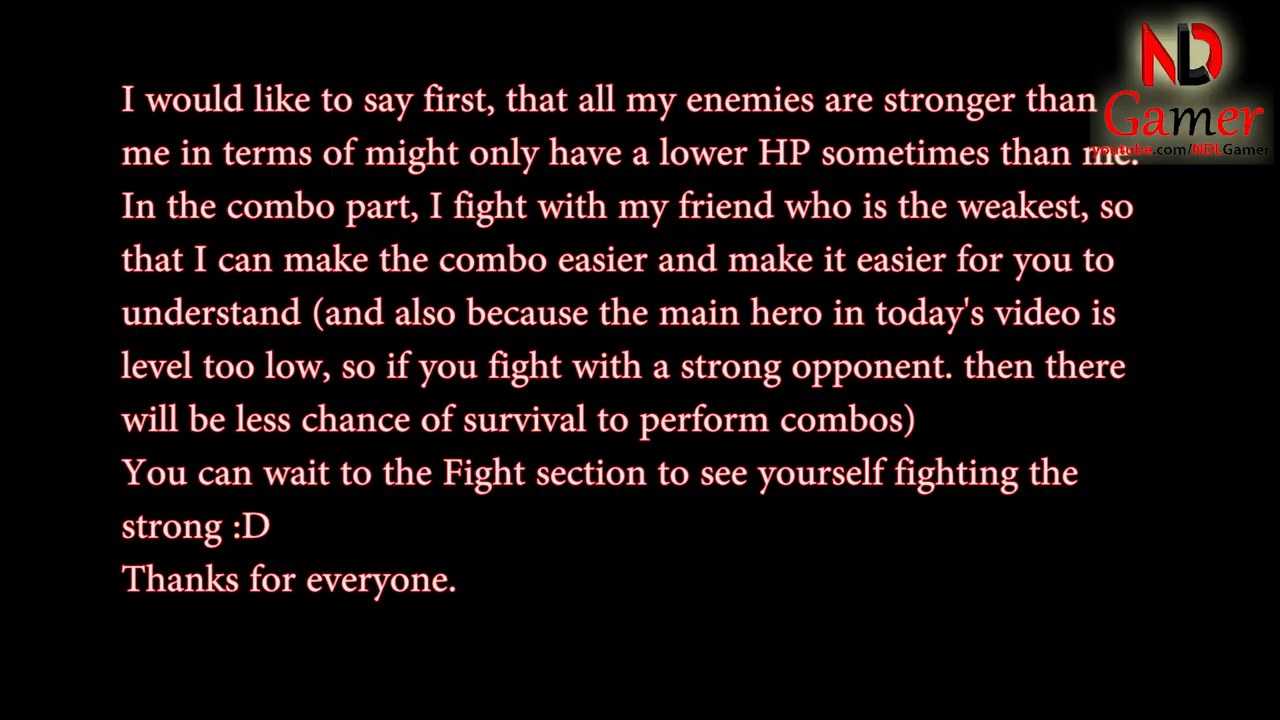 I would like to say first, that all my enemies are stronger than
me in terms of might only have a lower HP sometimes than me.
In the combo part, I fight with my friend who is the weakest, so
that I can make the combo easier and make it easier for you to
understand (and also because the main hero in today's video is
level too low, so if you fight with a strong opponent. then there
will be less chance of survival to perform combos)
You can wait to the Fight section to see yourself fighting the
strong :D
Thanks for everyone.
NLD
Gamer
youtube.com/NDLGamer